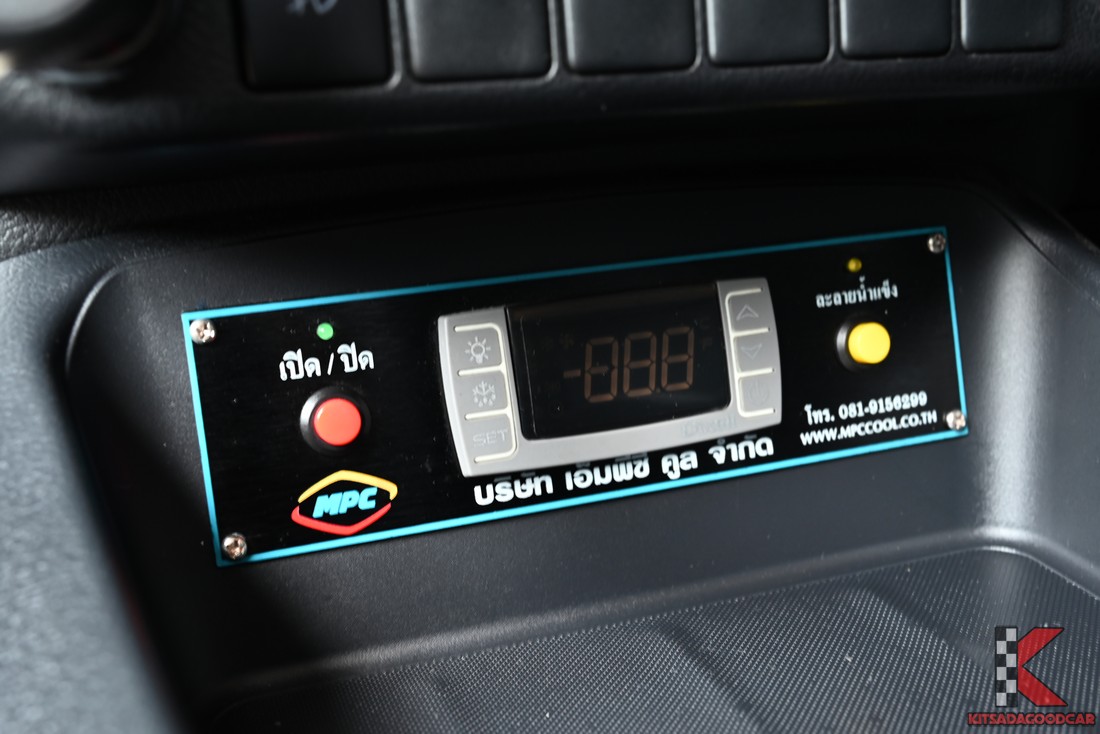 เปิด / ปิด
SET
-88.8
ละลายน้ำแข็ง
MPC
บริษัท เอ็มพีซี คูล จำกัด
โทร. 081-9156299
WWW.MPCCOOL.CO.TH
KITSADAGOODCAR